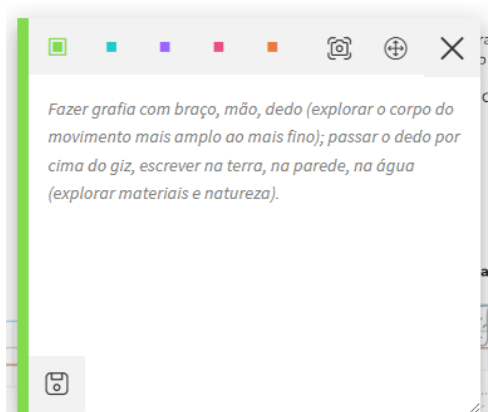 Fazer grafia com braço, mão, dedo (explorar o corpo do
movimento mais amplo ao mais fino); passar o dedo por
cima do giz, escrever na terra, na parede, na água
(explorar materiais e natureza).